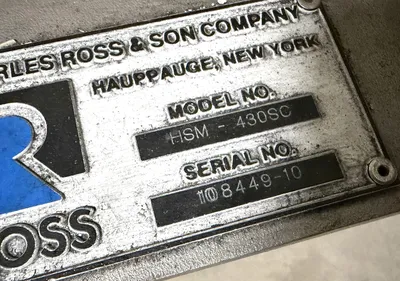 RLES ROSS & SON COMPANY
HAUPPAUGE, NEW YORK
MODEL NO.
HSM - 430SC
SERIAL NO.
108449-10
ROSS